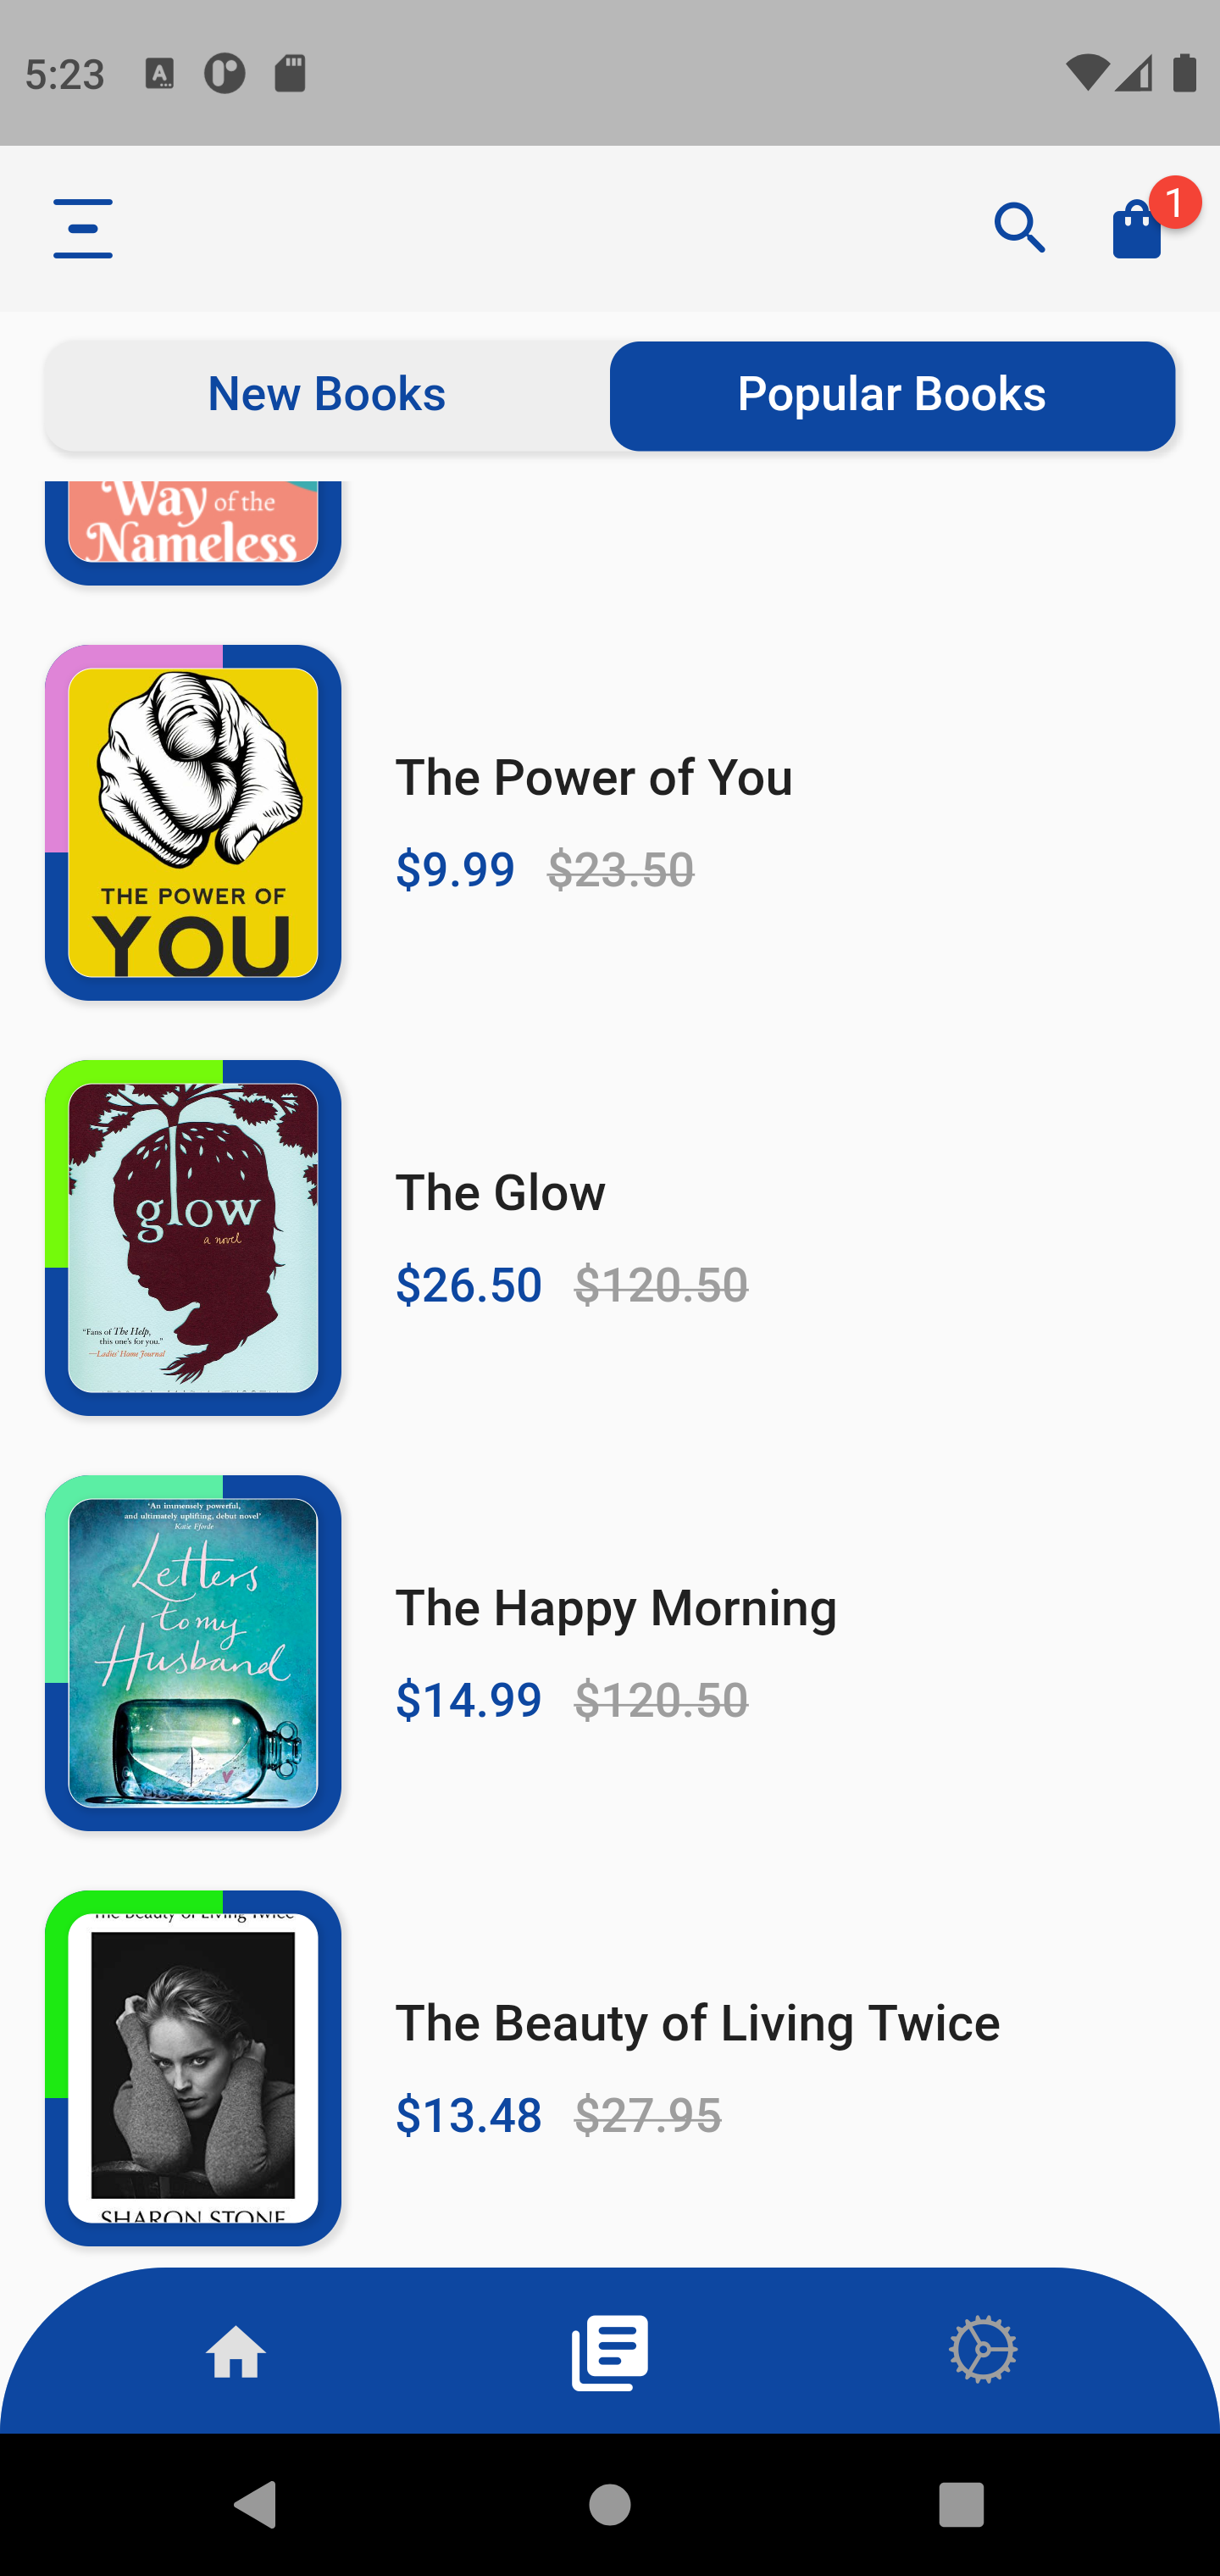 5:23
1
New Books
Popular Books
Way of the
Nameless
THE POWER OF
YOU
The Power of You
$9.99 $23.50
glow
a novel
“Fans of The Help,
this one's for you.”
—Ladies' Home Journal
The Glow
$26.50 $120.50
‘An immensely powerful,
and ultimately uplifting, debut novel’
Katie Fforde
Letters
to my
Husband
The Happy Morning
$14.99 $120.50
The Beauty of Living Twice
SHARON STONE
The Beauty of Living Twice
$13.48 $27.95